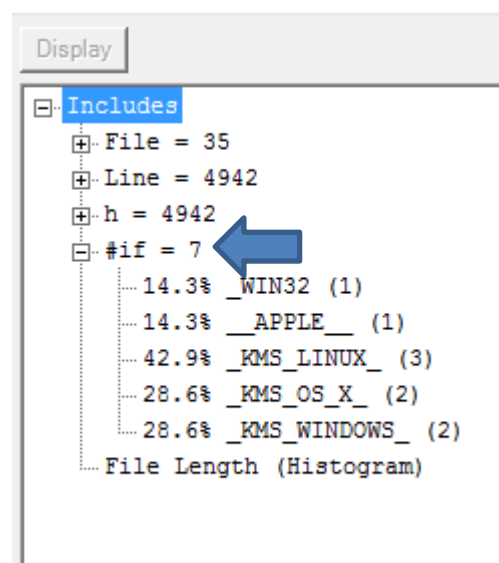 Display
Includes
File = 35
Line = 4942
h = 4942
#if = 7
14.3% _WIN32 (1)
14.3% __APPLE__ (1)
42.9% _KMS_LINUX_ (3)
28.6% _KMS_OS_X_ (2)
28.6% _KMS_WINDOWS_ (2)
File Length (Histogram)